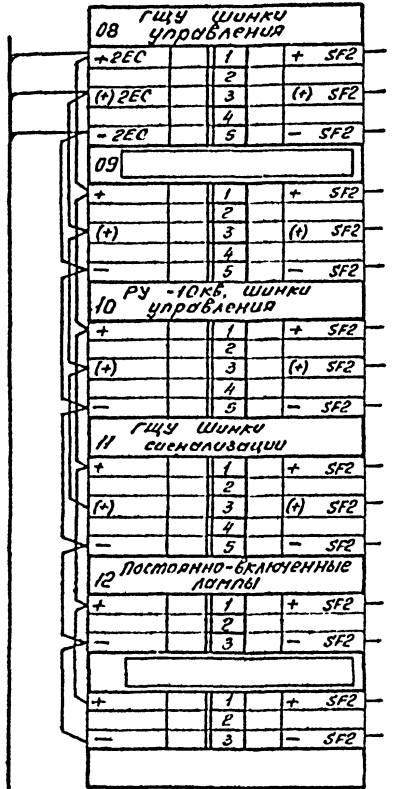 08 ГЩУ шинки
управления
+2ЕС 1 + SF2
2
(+)2ЕС 3 (+) SF2
4
- 2ЕС 5 - SF2
09
+ 1 + SF2
2
(+) 3 (+) SF2
4
- 5 - SF2
10 РУ -10кв, шинки
управления
+ 1 + SF2
2
(+) 3 (+) SF2
4
- 5 - SF2
11 ГЩУ шинки
сигнализации
+ 1 + SF2
2
(+) 3 (+) SF2
4
- 5 - SF2
12 Постоянно-включенные
лампы
+ 1 + SF2
2
- 3 - SF2
+ 1 + SF2
2
- 3 - SF2